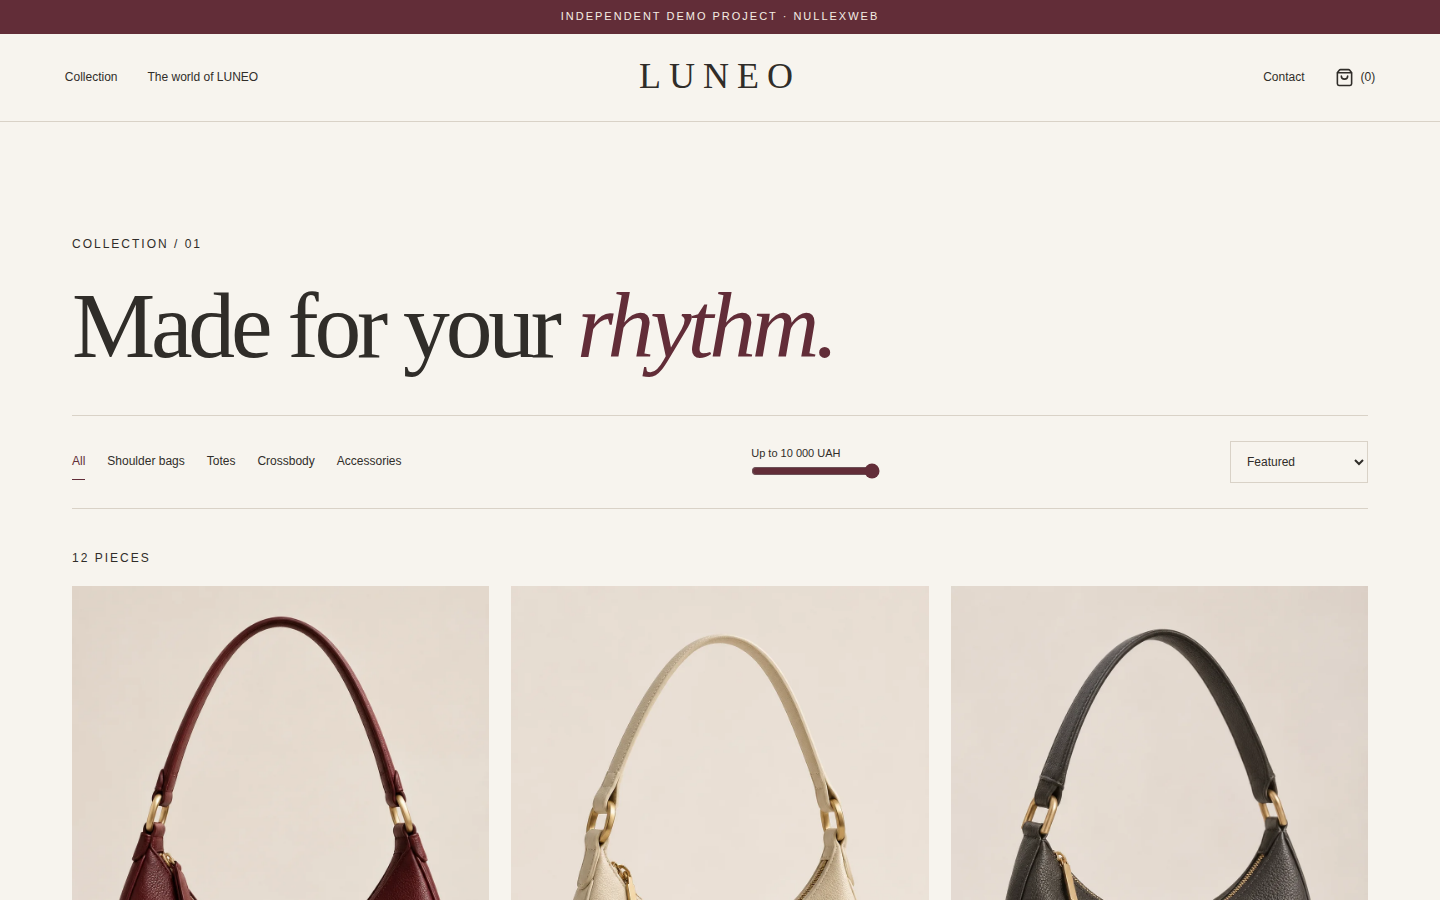 INDEPENDENT DEMO PROJECT · NULLEXWEB
Collection The world of LUNEO LUNEO Contact (0)
COLLECTION / 01
Made for your rhythm.
All Shoulder bags Totes Crossbody Accessories Up to 10 000 UAH Featured
12 PIECES